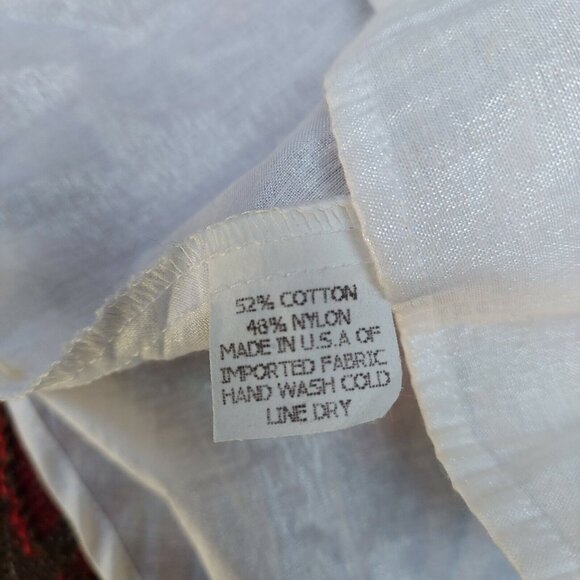 52% COTTON
48% NYLON
MADE IN U.S.A OF
IMPORTED FABRIC
HAND WASH COLD
LINE DRY